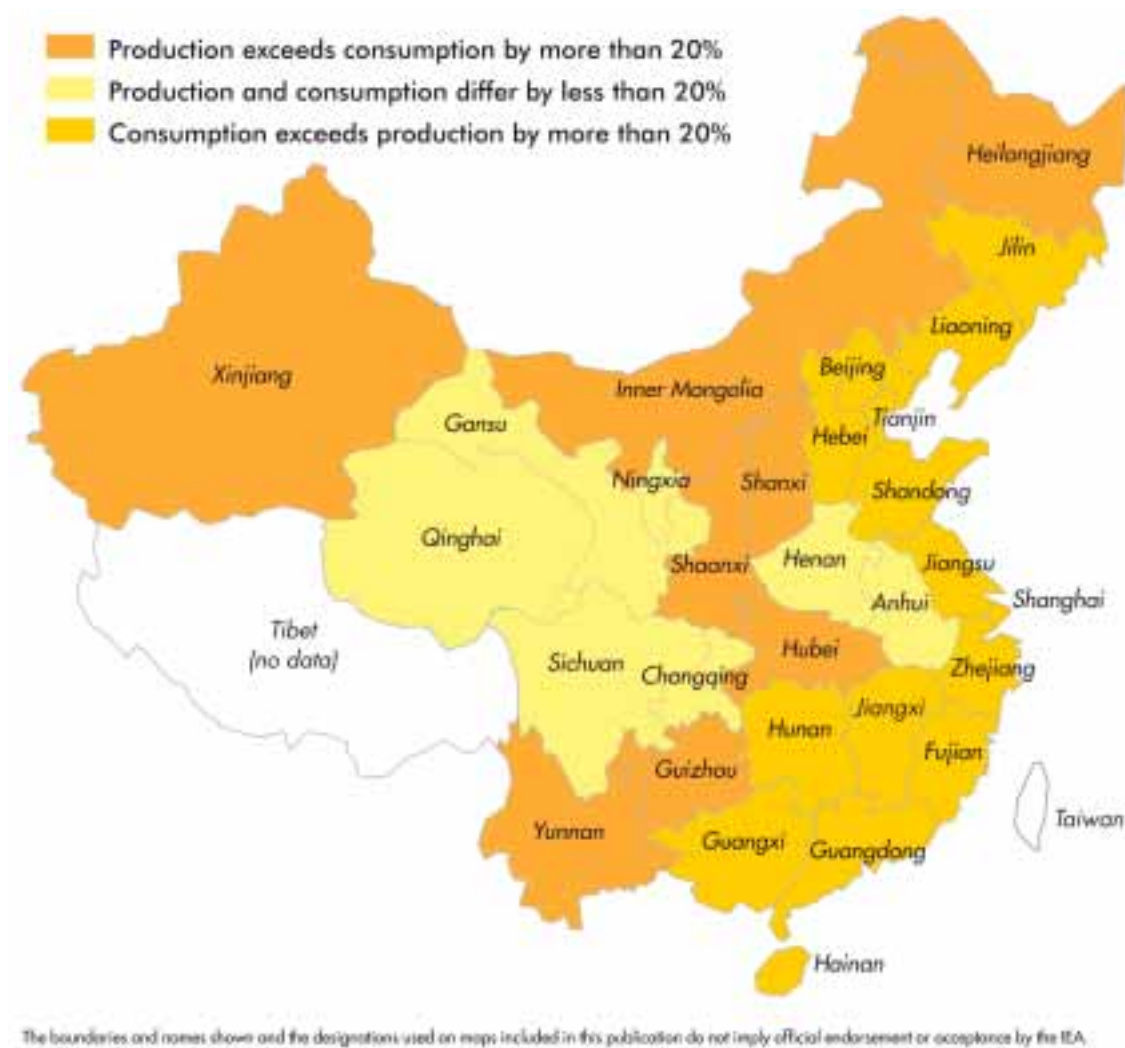 Production exceeds consumption by more than 20%
Production and consumption differ by less than 20%
Consumption exceeds production by more than 20%
Heilongjiang
Jilin
Liaoning
Xinjiang
Beijing
Inner Mongolia
Gansu
Tianjin
Hebei
Ningxia
Shanxi
Shandong
Qinghai
Henan
Shaanxi
Jiangsu
Anhui
Shanghai
Tibet
(no data)
Hubei
Sichuan
Chongqing
Zhejiang
Jiangxi
Hunan
Fujian
Guizhou
Taiwan
Yunnan
Guangxi
Guangdong
Hainan
The boundaries and names shown and the designations used on maps included in this publication do not imply official endorsement or acceptance by the IEA.